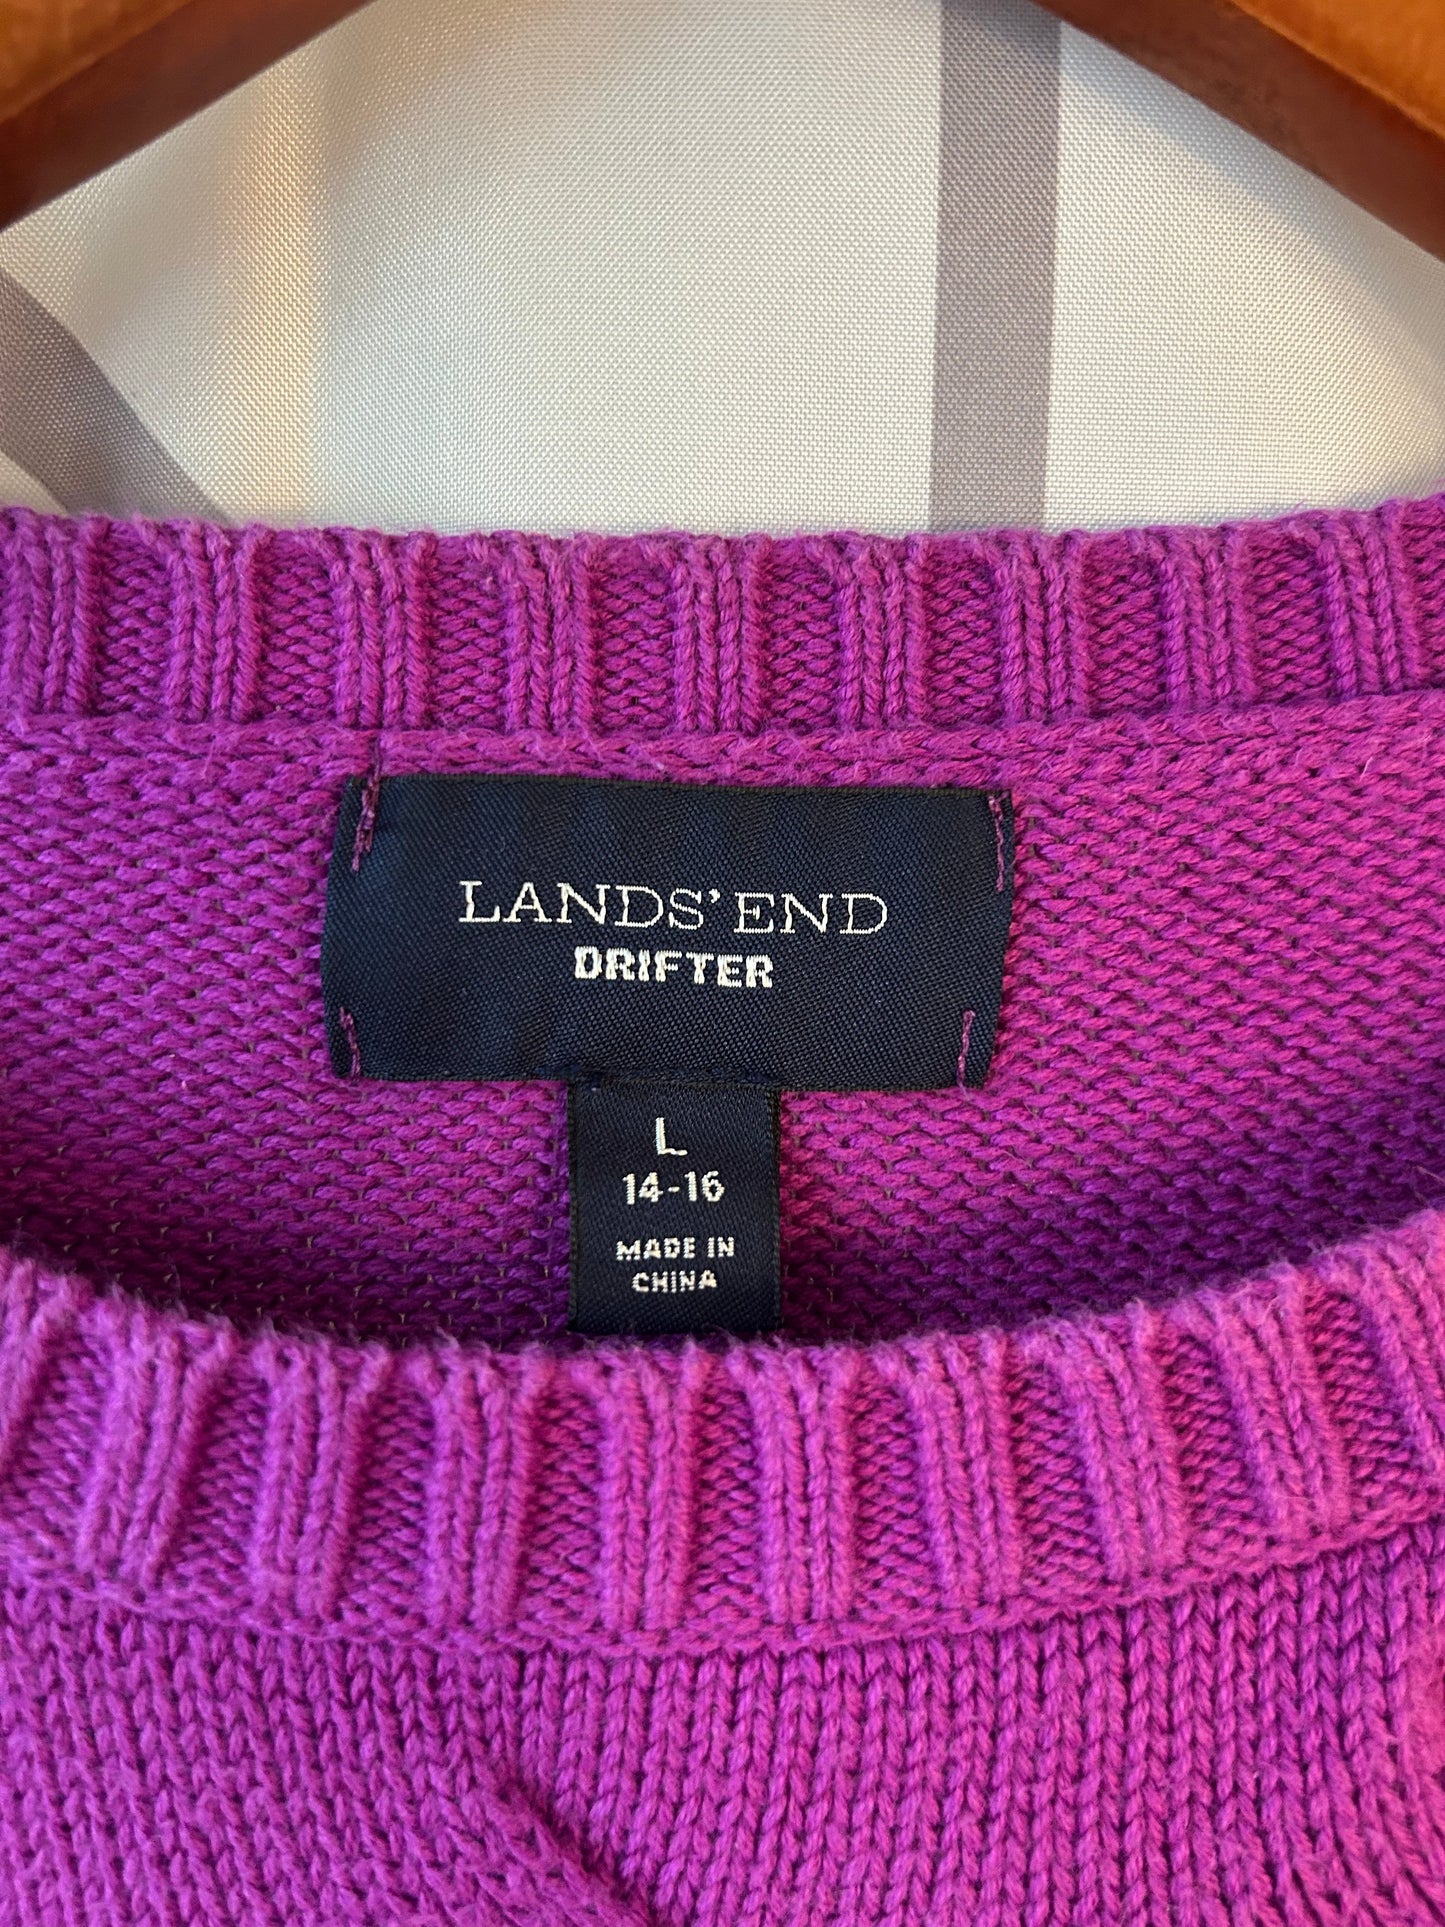 LANDS' END
DRIFTER
L
14-16
MADE IN
CHINA